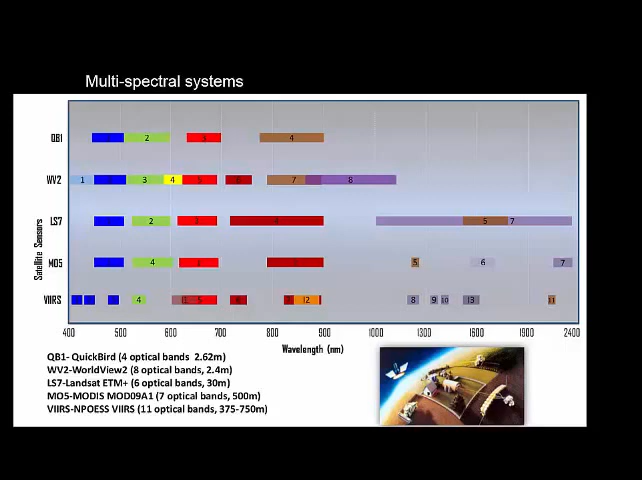 Multi-spectral systems
QB1
2
4
WV2
1
3
4
7
8
LS7
2
5
7
MO5
4
5
6
7
VIIRS
4
I2
8
9
10
I3
11
Satellite Sensors
400
500
600
700
800
900
1000
1300
1600
1900
2400
Wavelength (nm)
QB1- QuickBird (4 optical bands 2.62m)
WV2-WorldView2 (8 optical bands, 2.4m)
LS7-Landsat ETM+ (6 optical bands, 30m)
MO5-MODIS MOD09A1 (7 optical bands, 500m)
VIIRS-NPOESS VIIRS (11 optical bands, 375-750m)